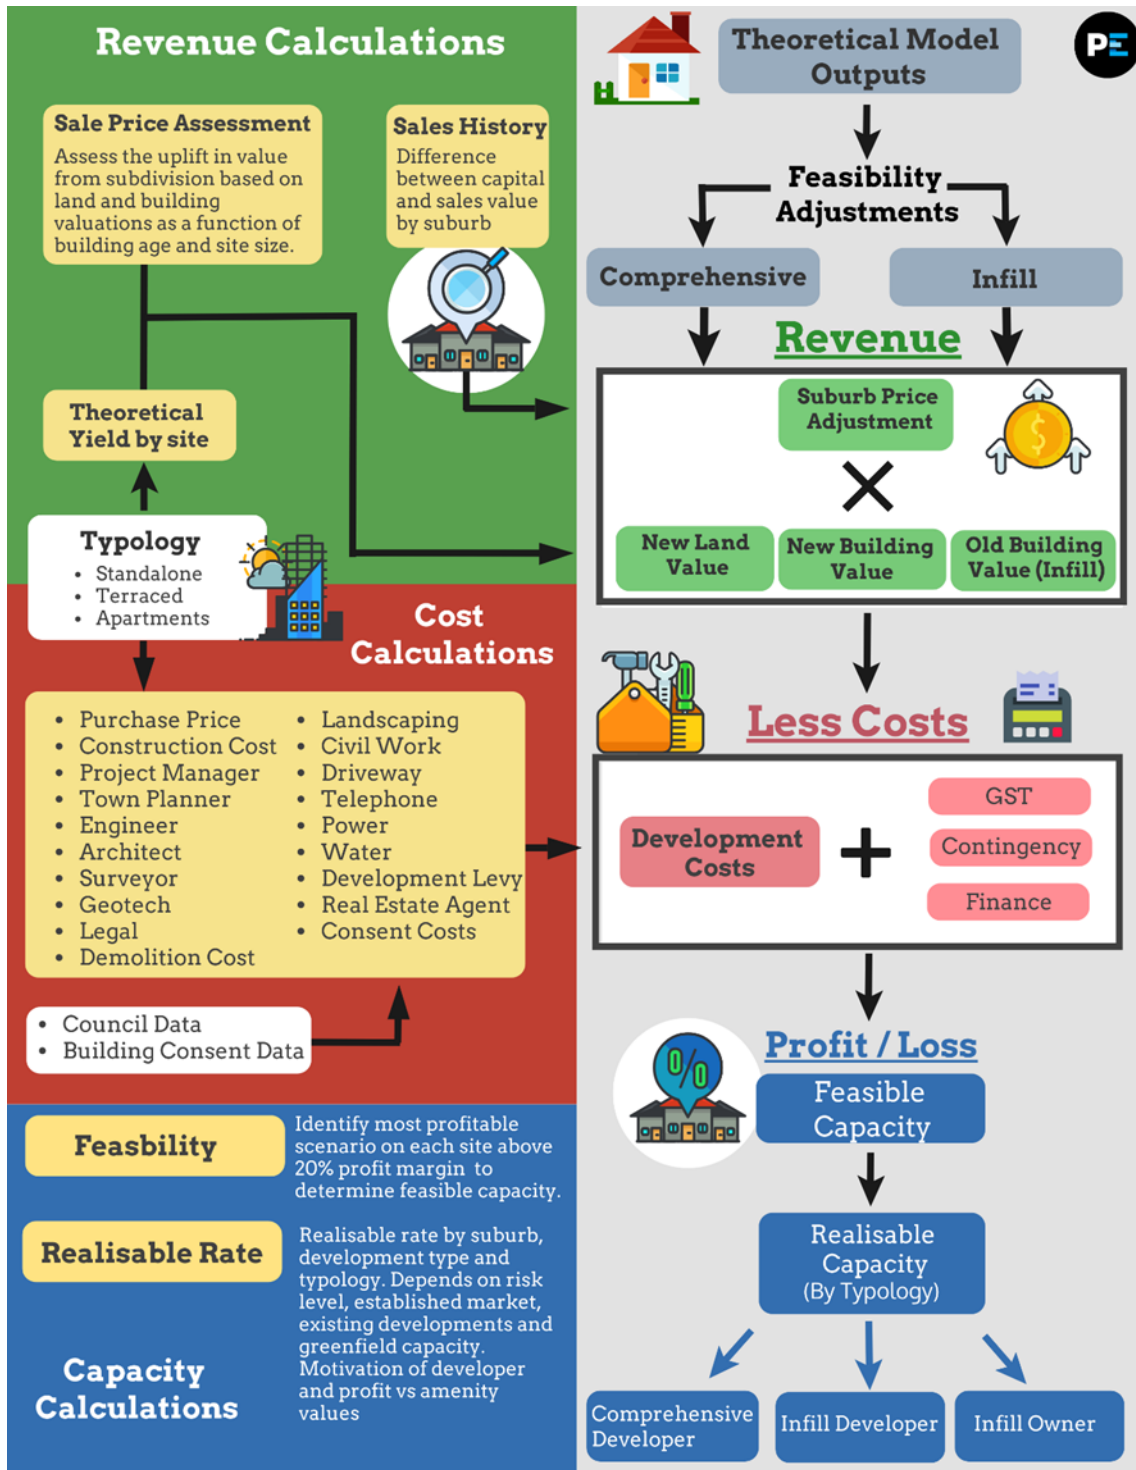 Revenue Calculations
Sale Price Assessment
Assess the uplift in value
from subdivision based on
land and building
valuations as a function of
building age and site size.
Sales History
Difference
between capital
and sales value
by suburb
Theoretical
Yield by site
Typology
• Standalone
• Terraced
• Apartments
Cost
Calculations
• Purchase Price
• Construction Cost
• Project Manager
• Town Planner
• Engineer
• Architect
• Surveyor
• Geotech
• Legal
• Demolition Cost
• Landscaping
• Civil Work
• Driveway
• Telephone
• Power
• Water
• Development Levy
• Real Estate Agent
• Consent Costs
• Council Data
• Building Consent Data
Feasbility
Identify most profitable
scenario on each site above
20% profit margin to
determine feasible capacity.
Realisable Rate
Realisable rate by suburb,
development type and
typology. Depends on risk
level, established market,
existing developments and
greenfield capacity.
Motivation of developer
and profit vs amenity
values
Capacity
Calculations
PE
Theoretical Model
Outputs
Feasibility
Adjustments
Comprehensive
Infill
Revenue
Suburb Price
Adjustment
$
×
New Land
Value
New Building
Value
Old Building
Value (Infill)
Less Costs
Development
Costs
+
GST
Contingency
Finance
0/0
Profit / Loss
Feasible
Capacity
Realisable
Capacity
(By Typology)
Comprehensive
Developer
Infill Developer
Infill Owner